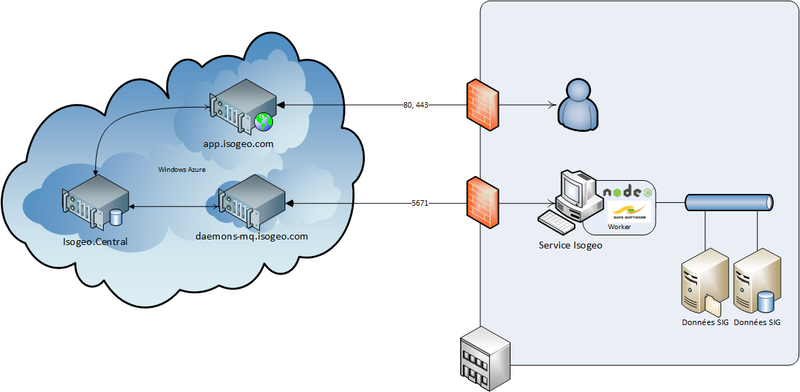 80, 443
app.isogeo.com
Windows Azure
node
SAFE SOFTWARE
5671
Worker
Isogeo.Central
daemons-mq.isogeo.com
Service Isogeo
Données SIG
Données SIG